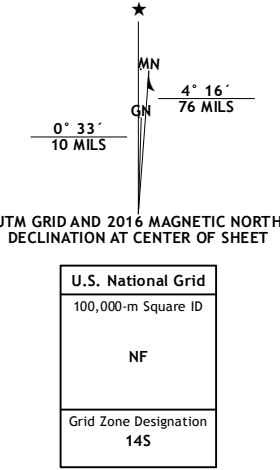 MN
GN
4° 16´
76 MILS
0° 33´
10 MILS
UTM GRID AND 2016 MAGNETIC NORTH
DECLINATION AT CENTER OF SHEET
U.S. National Grid
100,000-m Square ID
NF
Grid Zone Designation
14S